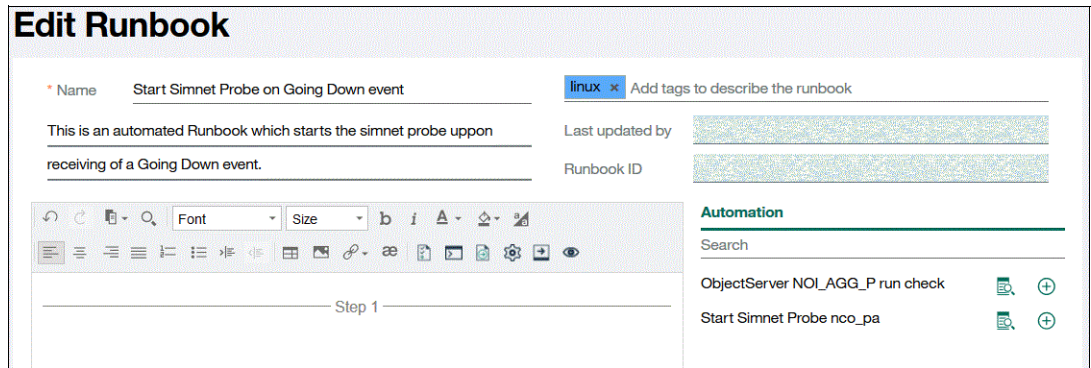 Edit Runbook
* Name Start Simnet Probe on Going Down event
linux × Add tags to describe the runbook
This is an automated Runbook which starts the simnet probe uppon
receiving of a Going Down event.
Last updated by
Runbook ID
Font Size b i A
æ
Step 1
Automation
Search
ObjectServer NOI_AGG_P run check
Start Simnet Probe nco_pa